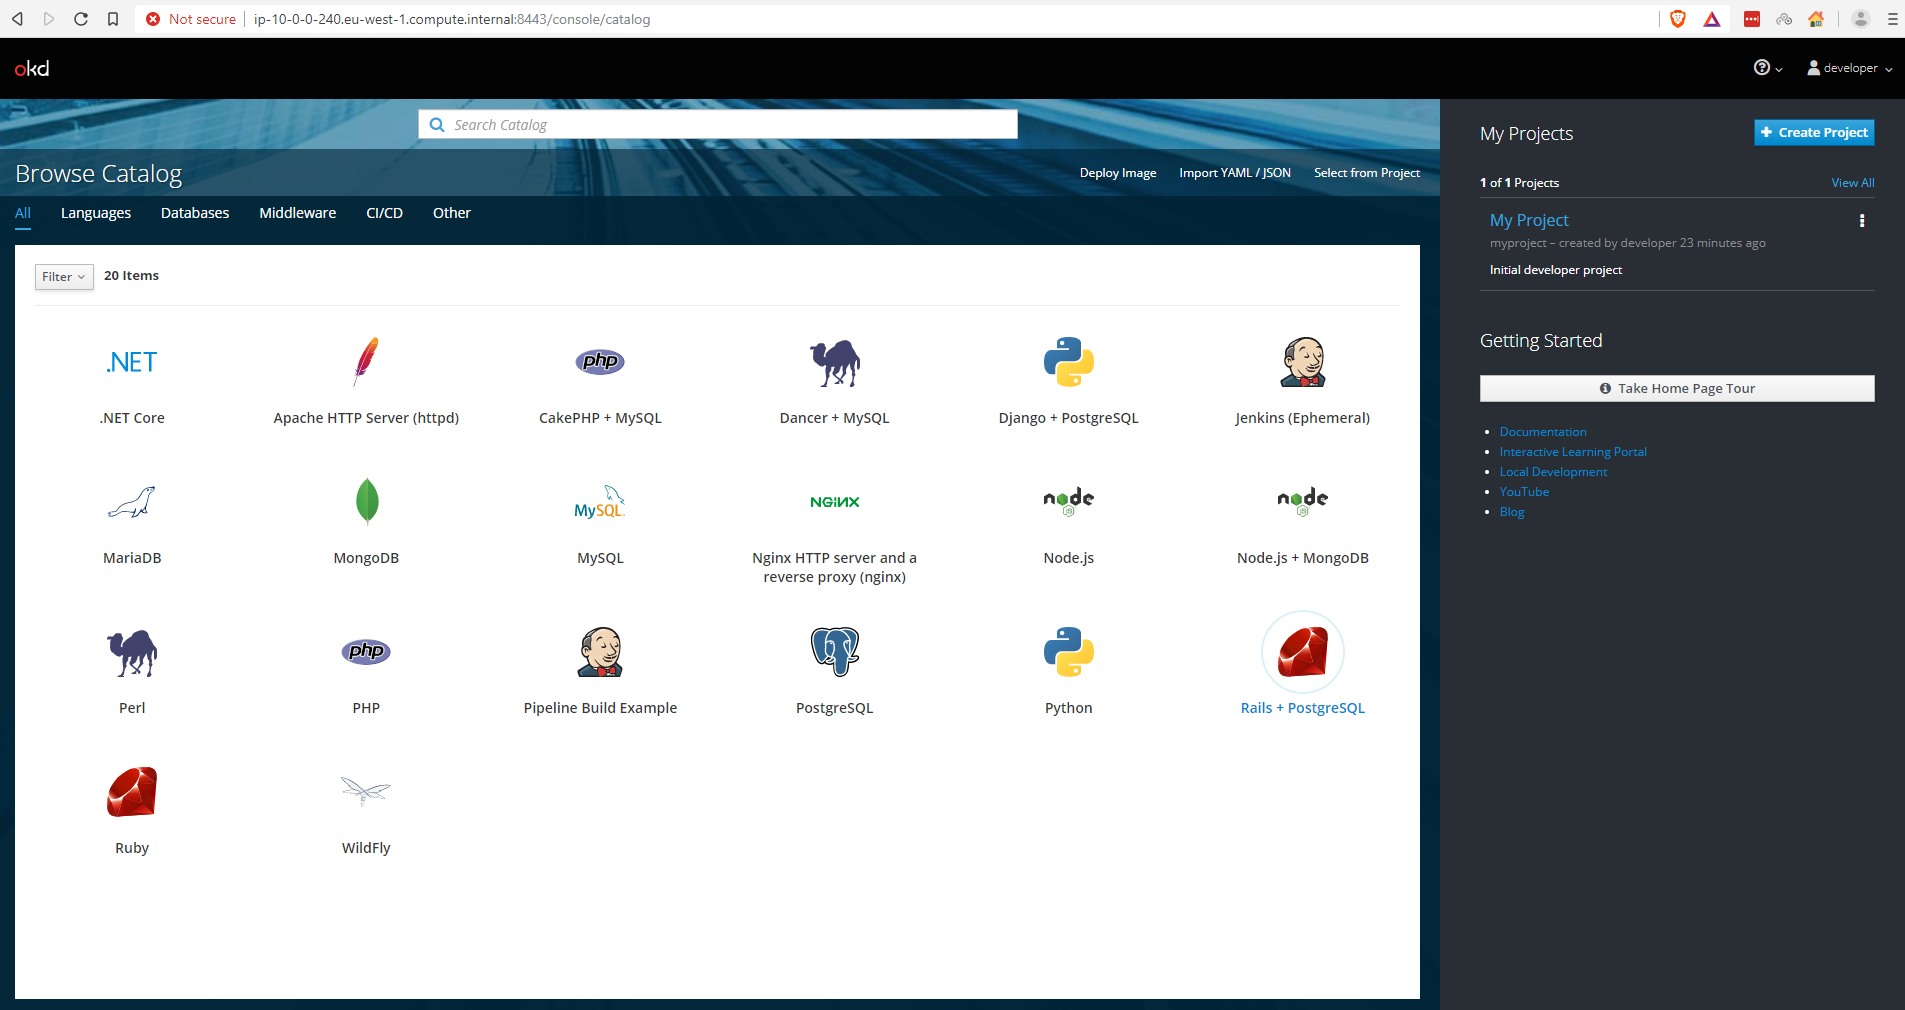 Not secure ip-10-0-0-240.eu-west-1.compute.internal:8443/console/catalog
okd
developer
Search Catalog
Browse Catalog
Deploy Image
Import YAML / JSON
Select from Project
All
Languages
Databases
Middleware
CI/CD
Other
Filter
20 Items
.NET
.NET Core
Apache HTTP Server (httpd)
php
CakePHP + MySQL
Dancer + MySQL
Django + PostgreSQL
Jenkins (Ephemeral)
MariaDB
MongoDB
MySQL
MySQL
NGINX
Nginx HTTP server and a
reverse proxy (nginx)
node
JS
Node.js
node
JS
Node.js + MongoDB
Perl
php
PHP
Pipeline Build Example
PostgreSQL
Python
Rails + PostgreSQL
Ruby
WildFly
My Projects
Create Project
1 of 1 Projects
View All
My Project
myproject – created by developer 23 minutes ago
Initial developer project
Getting Started
Take Home Page Tour
Documentation
Interactive Learning Portal
Local Development
YouTube
Blog